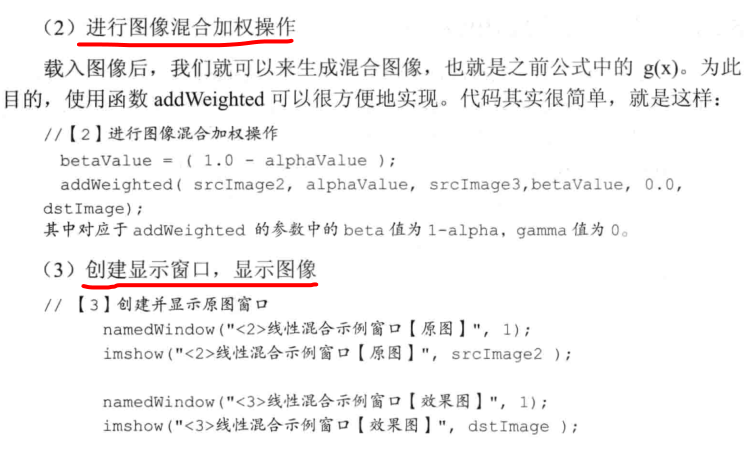 （2）进行图像混合加权操作
载入图像后，我们就可以来生成混合图像，也就是之前公式中的 g(x)。为此
目的，使用函数 addWeighted 可以很方便地实现。代码其实很简单，就是这样：
//【2】进行图像混合加权操作
betaValue = ( 1.0 - alphaValue );
addWeighted( srcImage2, alphaValue, srcImage3,betaValue, 0.0,
dstImage);
其中对应于 addWeighted 的参数中的 beta 值为 1-alpha，gamma 值为 0。
（3）创建显示窗口，显示图像
// 【3】创建并显示原图窗口
namedWindow("<2>线性混合示例窗口【原图】", 1);
imshow("<2>线性混合示例窗口【原图】", srcImage2 );
namedWindow("<3>线性混合示例窗口【效果图】", 1);
imshow("<3>线性混合示例窗口【效果图】", dstImage );